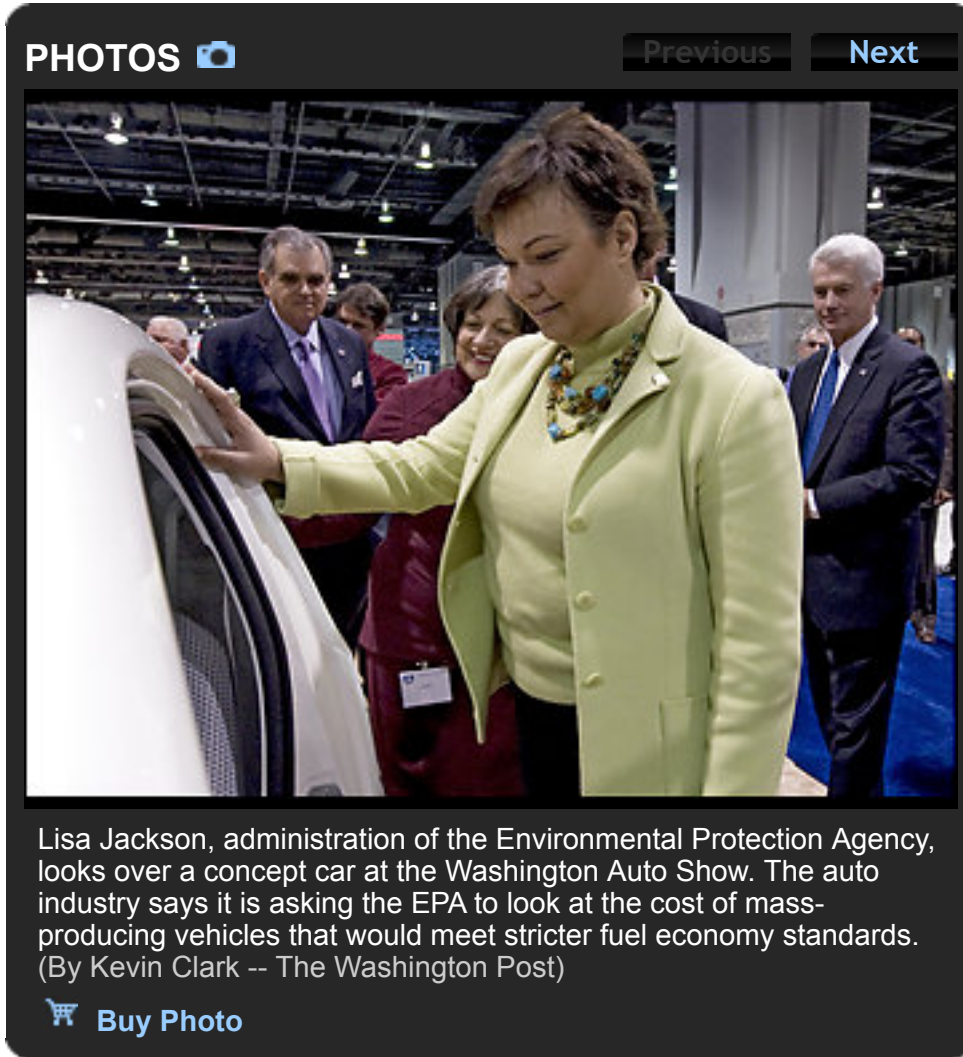 PHOTOS
Previous
Next
Lisa Jackson, administration of the Environmental Protection Agency,
looks over a concept car at the Washington Auto Show. The auto
industry says it is asking the EPA to look at the cost of mass-
producing vehicles that would meet stricter fuel economy standards.
(By Kevin Clark -- The Washington Post)
Buy Photo